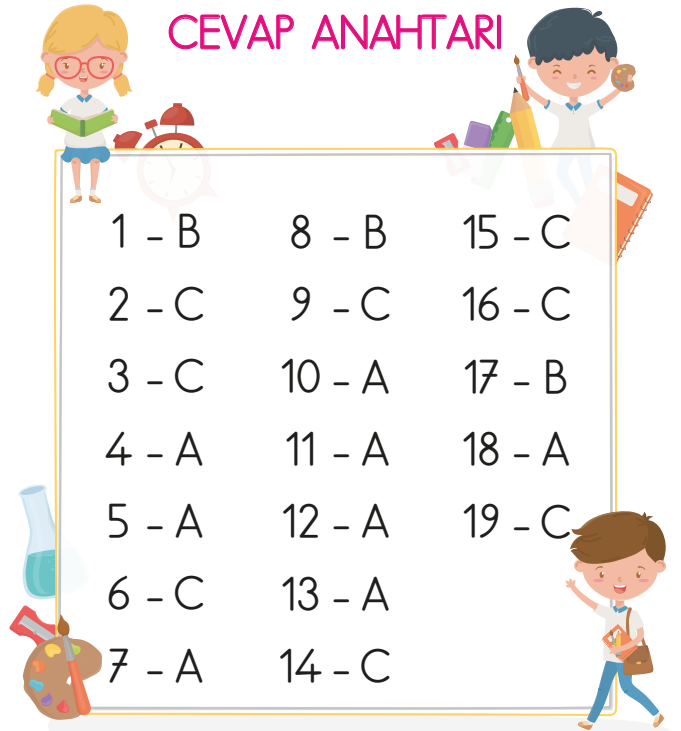 CEVAP ANAHTARI
1 - B
2 - C
3 - C
4 - A
5 - A
6 - C
7 - A
8 - B
9 - C
10 - A
11 - A
12 - A
13 - A
14 - C
15 - C
16 - C
17 - B
18 - A
19 - C